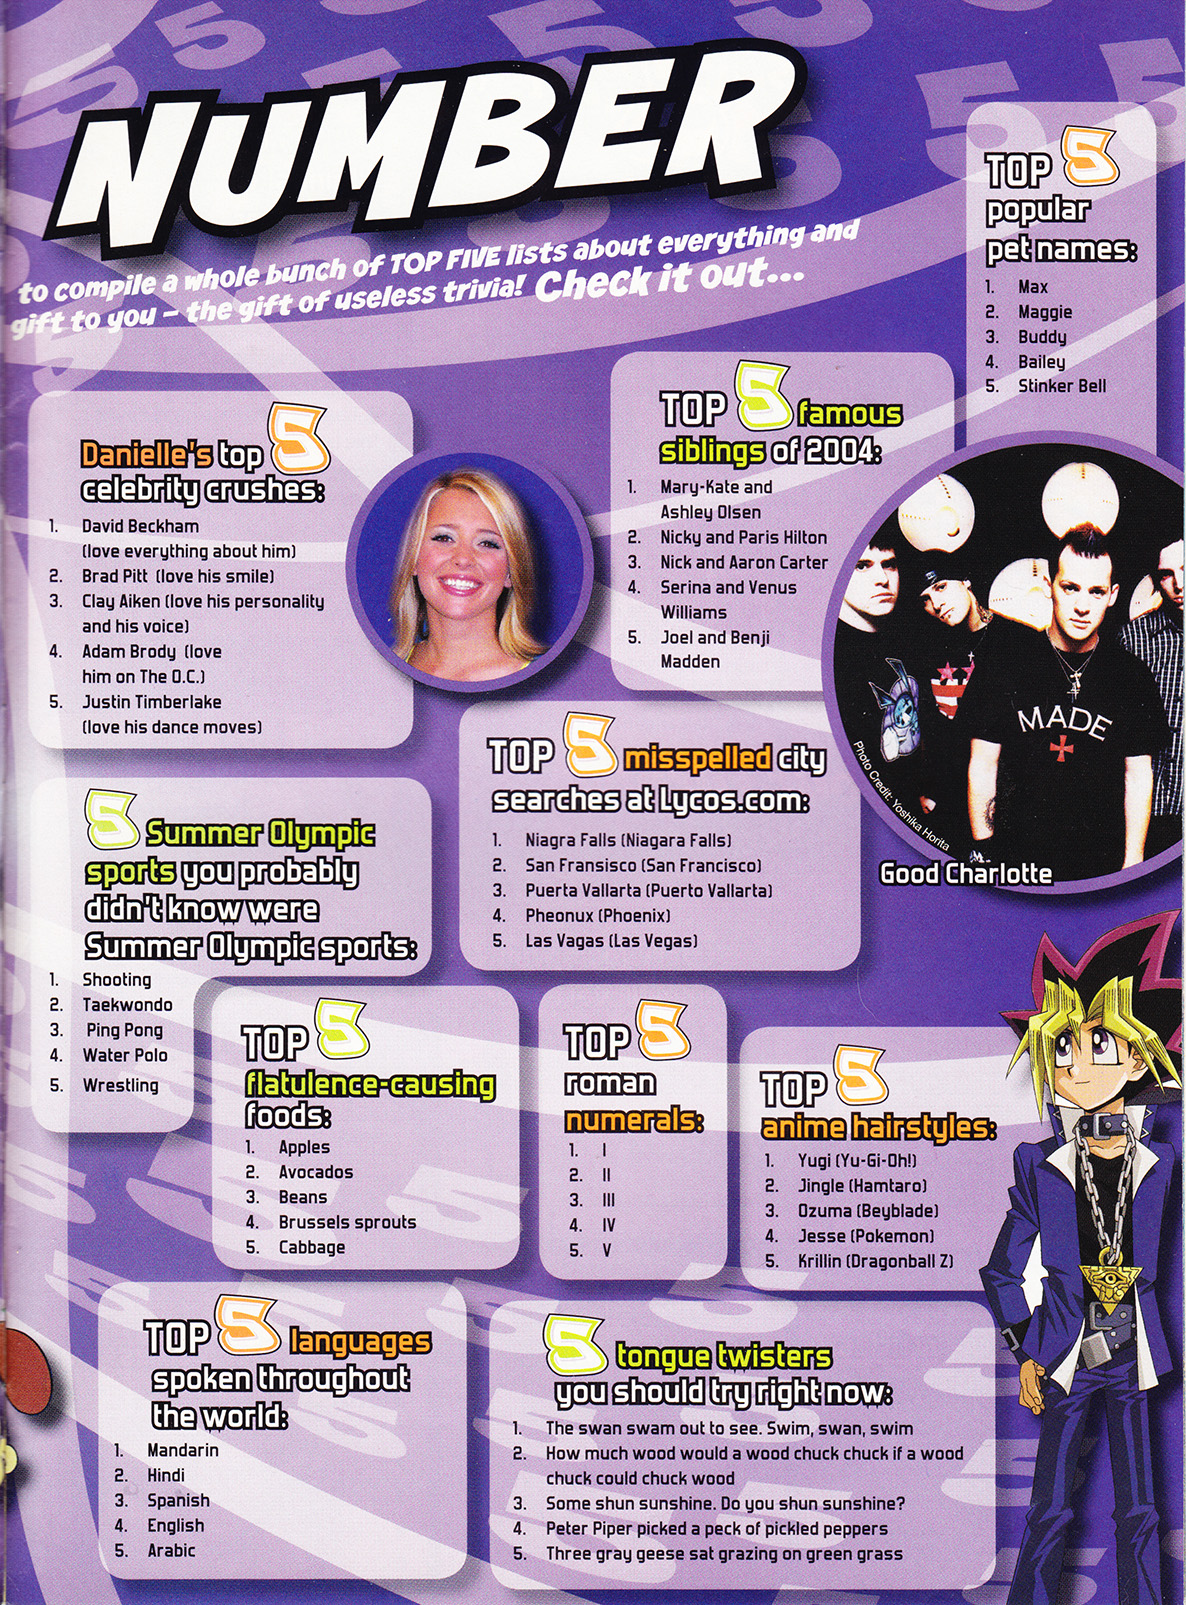 NUMBER
to compile a whole bunch of TOP FIVE lists about everything and
gift to you – the gift of useless trivia! Check it out...
TOP 5
popular
pet names:
1. Max
2. Maggie
3. Buddy
4. Bailey
5. Stinker Bell
Danielle's top 5
celebrity crushes:
1. David Beckham
(love everything about him)
2. Brad Pitt (love his smile)
3. Clay Aiken (love his personality
and his voice)
4. Adam Brody (love
him on The O.C.)
5. Justin Timberlake
(love his dance moves)
TOP 5 famous
siblings of 2004:
1. Mary-Kate and
Ashley Olsen
2. Nicky and Paris Hilton
3. Nick and Aaron Carter
4. Serina and Venus
Williams
5. Joel and Benji
Madden
MADE
Photo Credit: Yoshika Horita
Good Charlotte
TOP 5 misspelled city
searches at Lycos.com:
1. Niagra Falls (Niagara Falls)
2. San Fransisco (San Francisco)
3. Puerta Vallarta (Puerto Vallarta)
4. Pheonux (Phoenix)
5. Las Vagas (Las Vegas)
5 Summer Olympic
sports you probably
didn't know were
Summer Olympic sports:
1. Shooting
2. Taekwondo
3. Ping Pong
4. Water Polo
5. Wrestling
TOP 5
flatulence-causing
foods:
1. Apples
2. Avocados
3. Beans
4. Brussels sprouts
5. Cabbage
TOP 5
roman
numerals:
1. I
2. II
3. III
4. IV
5. V
TOP 5
anime hairstyles:
1. Yugi (Yu-Gi-Oh!)
2. Jingle (Hamtaro)
3. Ozuma (Beyblade)
4. Jesse (Pokemon)
5. Krillin (Dragonball Z)
TOP 5 languages
spoken throughout
the world:
1. Mandarin
2. Hindi
3. Spanish
4. English
5. Arabic
5 tongue twisters
you should try right now:
1. The swan swam out to see. Swim, swan, swim
2. How much wood would a wood chuck chuck if a wood
chuck could chuck wood
3. Some shun sunshine. Do you shun sunshine?
4. Peter Piper picked a peck of pickled peppers
5. Three gray geese sat grazing on green grass